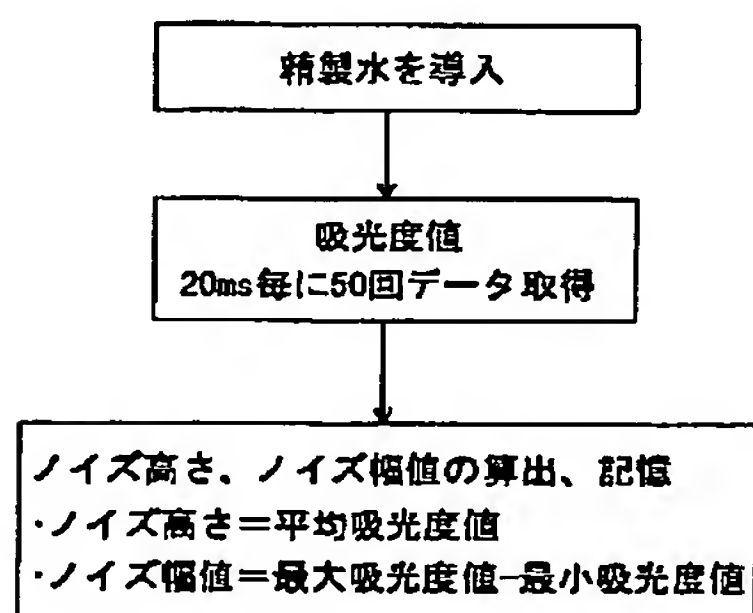 精製水を導入
吸光度値
20ms毎に50回データ取得
ノイズ高さ、ノイズ幅値の算出、記憶
・ノイズ高さ＝平均吸光度値
・ノイズ幅値＝最大吸光度値-最小吸光度値